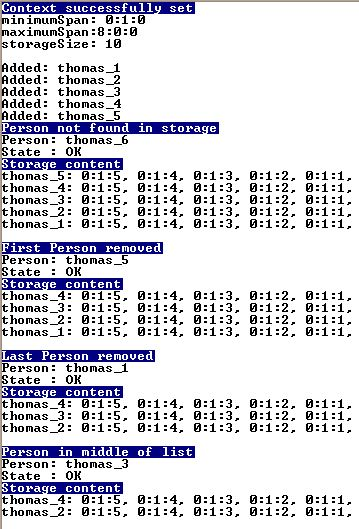 Context successfully set
minimumSpan: 0:1:0
maximumSpan:8:0:0
storageSize: 10
Added: thomas_1
Added: thomas_2
Added: thomas_3
Added: thomas_4
Added: thomas_5
Person not found in storage
Person: thomas_6
State : OK
Storage content
thomas_5: 0:1:5, 0:1:4, 0:1:3, 0:1:2, 0:1:1,
thomas_4: 0:1:5, 0:1:4, 0:1:3, 0:1:2, 0:1:1,
thomas_3: 0:1:5, 0:1:4, 0:1:3, 0:1:2, 0:1:1,
thomas_2: 0:1:5, 0:1:4, 0:1:3, 0:1:2, 0:1:1,
thomas_1: 0:1:5, 0:1:4, 0:1:3, 0:1:2, 0:1:1,
First Person removed
Person: thomas_5
State : OK
Storage content
thomas_4: 0:1:5, 0:1:4, 0:1:3, 0:1:2, 0:1:1,
thomas_3: 0:1:5, 0:1:4, 0:1:3, 0:1:2, 0:1:1,
thomas_2: 0:1:5, 0:1:4, 0:1:3, 0:1:2, 0:1:1,
thomas_1: 0:1:5, 0:1:4, 0:1:3, 0:1:2, 0:1:1,
Last Person removed
Person: thomas_1
State : OK
Storage content
thomas_4: 0:1:5, 0:1:4, 0:1:3, 0:1:2, 0:1:1,
thomas_3: 0:1:5, 0:1:4, 0:1:3, 0:1:2, 0:1:1,
thomas_2: 0:1:5, 0:1:4, 0:1:3, 0:1:2, 0:1:1,
Person in middle of list
Person: thomas_3
State : OK
Storage content
thomas_4: 0:1:5, 0:1:4, 0:1:3, 0:1:2, 0:1:1,
thomas_2: 0:1:5, 0:1:4, 0:1:3, 0:1:2, 0:1:1,